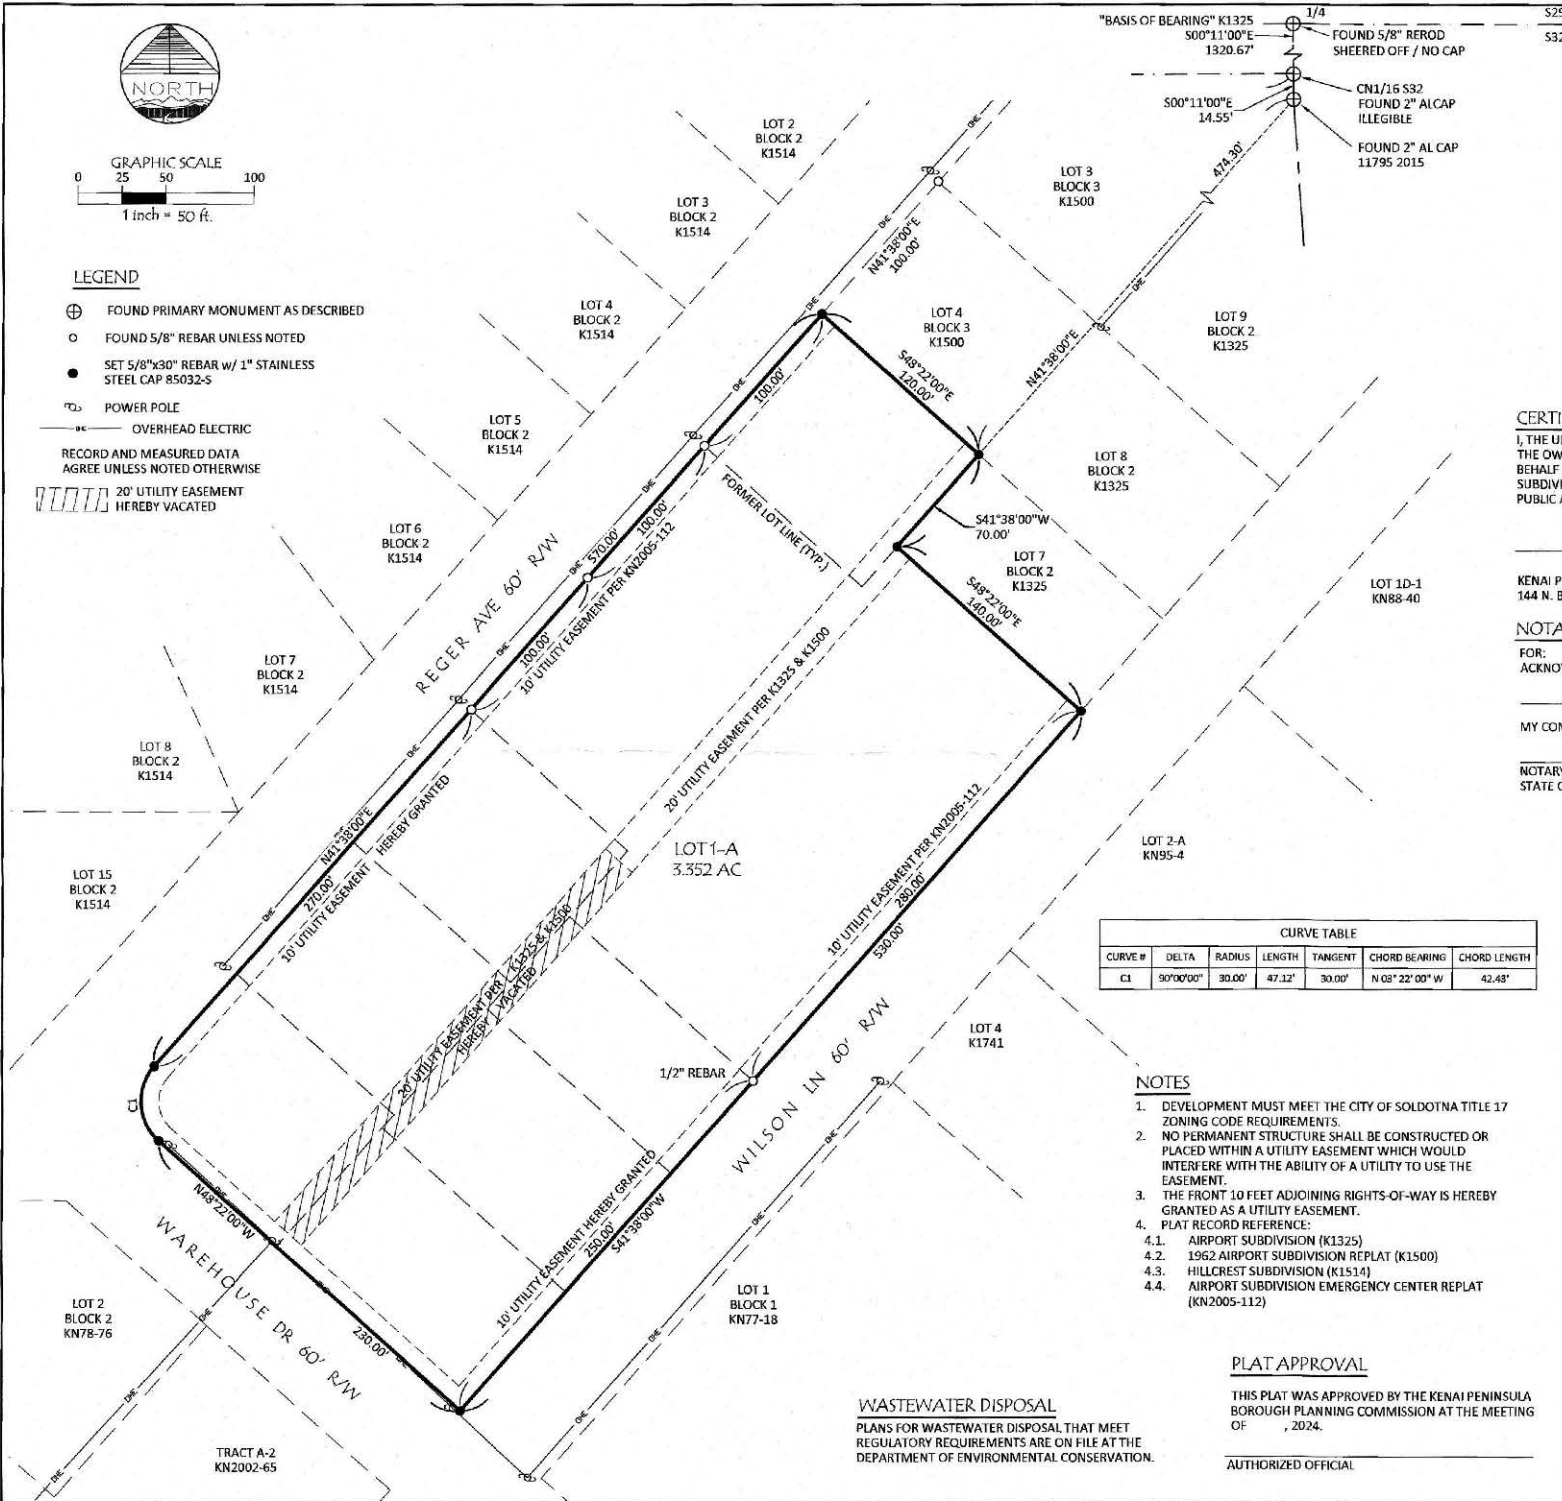 NORTH
GRAPHIC SCALE
0 25 50 100
1 inch = 50 ft.
LEGEND
FOUND PRIMARY MONUMENT AS DESCRIBED
FOUND 5/8" REBAR UNLESS NOTED
SET 5/8"x30" REBAR w/ 1" STAINLESS
STEEL CAP 85032-S
POWER POLE
OVERHEAD ELECTRIC
RECORD AND MEASURED DATA
AGREE UNLESS NOTED OTHERWISE
20' UTILITY EASEMENT
HEREBY VACATED
"BASIS OF BEARING" K1325
S00°11'00"E
1320.67'
1/4
S29
S32
FOUND 5/8" REROD
SHEERED OFF / NO CAP
CN1/16 S32
FOUND 2" ALCAP
ILLEGIBLE
S00°11'00"E
14.55'
FOUND 2" AL CAP
11795 2015
474.30'
N41°38'00"E
LOT 2
BLOCK 2
K1514
LOT 3
BLOCK 2
K1514
LOT 4
BLOCK 2
K1514
LOT 5
BLOCK 2
K1514
LOT 6
BLOCK 2
K1514
LOT 7
BLOCK 2
K1514
LOT 8
BLOCK 2
K1514
LOT 15
BLOCK 2
K1514
LOT 3
BLOCK 3
K1500
N41°38'00"E
100.00'
LOT 4
BLOCK 3
K1500
LOT 9
BLOCK 2
K1325
LOT 8
BLOCK 2
K1325
LOT 7
BLOCK 2
K1325
LOT 1D-1
KN88-40
LOT 2-A
KN95-4
LOT 4
K1741
LOT 1
BLOCK 1
KN77-18
LOT 2
BLOCK 2
KN78-76
TRACT A-2
KN2002-65
S48°22'00"E
120.00'
S41°38'00"W
70.00'
S48°22'00"E
140.00'
100.00'
100.00'
570.00'
100.00'
10' UTILITY EASEMENT PER KN2005-112
REGER AVE 60' R/W
FORMER LOT LINE (TYP.)
20' UTILITY EASEMENT PER K1325 & K1500
N41°38'00"E
270.00'
10' UTILITY EASEMENT HEREBY GRANTED
LOT 1-A
3.352 AC
20' UTILITY EASEMENT PER K1325 & K1500
HEREBY VACATED
10' UTILITY EASEMENT PER KN2005-112
280.00'
530.00'
1/2" REBAR
WILSON LN 60' R/W
10' UTILITY EASEMENT HEREBY GRANTED
250.00'
S41°38'00"W
C1
N48°22'00"W
230.00'
WAREHOUSE DR 60' R/W
OHE
CERTI
I, THE U
THE OW
BEHALF
SUBDIV
PUBLIC
KENAI P
144 N. B
NOTA
FOR:
ACKNO
MY CON
NOTARY
STATE
CURVE TABLE
CURVE # DELTA RADIUS LENGTH TANGENT CHORD BEARING CHORD LENGTH
C1 90°00'00" 30.00' 47.12' 30.00' N 03° 22' 00" W 42.43'
NOTES
1. DEVELOPMENT MUST MEET THE CITY OF SOLDOTNA TITLE 17
ZONING CODE REQUIREMENTS.
2. NO PERMANENT STRUCTURE SHALL BE CONSTRUCTED OR
PLACED WITHIN A UTILITY EASEMENT WHICH WOULD
INTERFERE WITH THE ABILITY OF A UTILITY TO USE THE
EASEMENT.
3. THE FRONT 10 FEET ADJOINING RIGHTS-OF-WAY IS HEREBY
GRANTED AS A UTILITY EASEMENT.
4. PLAT RECORD REFERENCE:
4.1. AIRPORT SUBDIVISION (K1325)
4.2. 1962 AIRPORT SUBDIVISION REPLAT (K1500)
4.3. HILLCREST SUBDIVISION (K1514)
4.4. AIRPORT SUBDIVISION EMERGENCY CENTER REPLAT
(KN2005-112)
WASTEWATER DISPOSAL
PLANS FOR WASTEWATER DISPOSAL THAT MEET
REGULATORY REQUIREMENTS ARE ON FILE AT THE
DEPARTMENT OF ENVIRONMENTAL CONSERVATION.
PLAT APPROVAL
THIS PLAT WAS APPROVED BY THE KENAI PENINSULA
BOROUGH PLANNING COMMISSION AT THE MEETING
OF , 2024.
AUTHORIZED OFFICIAL